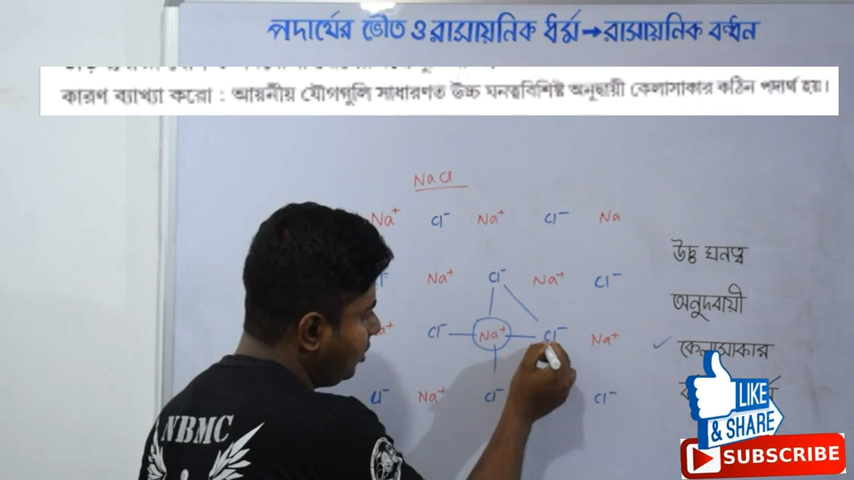 পদার্থের ভৌত ও রাসায়নিক ধর্ম → রাসায়নিক বন্ধন
কারণ ব্যাখ্যা করো : আয়নীয় যৌগগুলি সাধারণত উচ্চ ঘনত্ববিশিষ্ট অনুদ্বায়ী কেলাসাকার কঠিন পদার্থ হয়।
NaCl
Na⁺ Cl⁻ Na⁺ Cl⁻ Na
Na⁺ Cl⁻ Na⁺ Cl⁻
Cl⁻ Na⁺ Cl⁻ Na⁺
Cl⁻ Na⁺ Cl⁻ Cl⁻
উচ্চ ঘনত্ব
অনুদবায়ী
কেলাসাকার
NBMC
LIKE
& SHARE
SUBSCRIBE